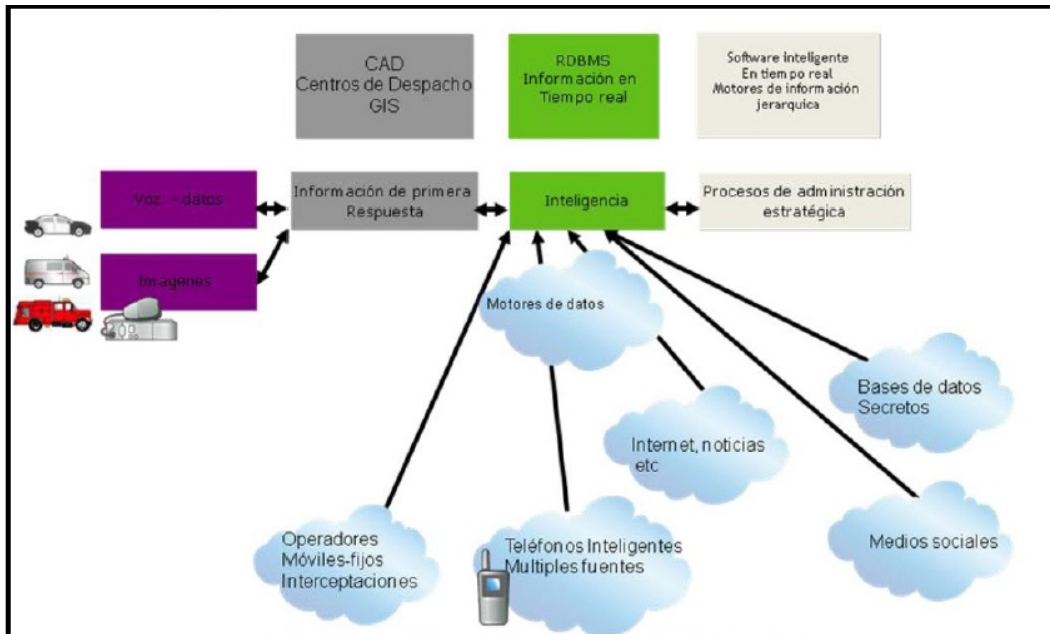 CAD
Centros de Despacho
GIS
RDBMS
Información en
Tiempo real
Software inteligente
En tiempo real
Motores de información
jerarquica
Voz - datos
Información de primera
Respuesta
Inteligencia
Procesos de administración
estratégica
Imagenes
Motores de datos
Bases de datos
Secretos
Internet, noticias
etc
Operadores
Móviles-fijos
Interceptaciones
Teléfonos Inteligentes
Multiples fuentes
Medios sociales